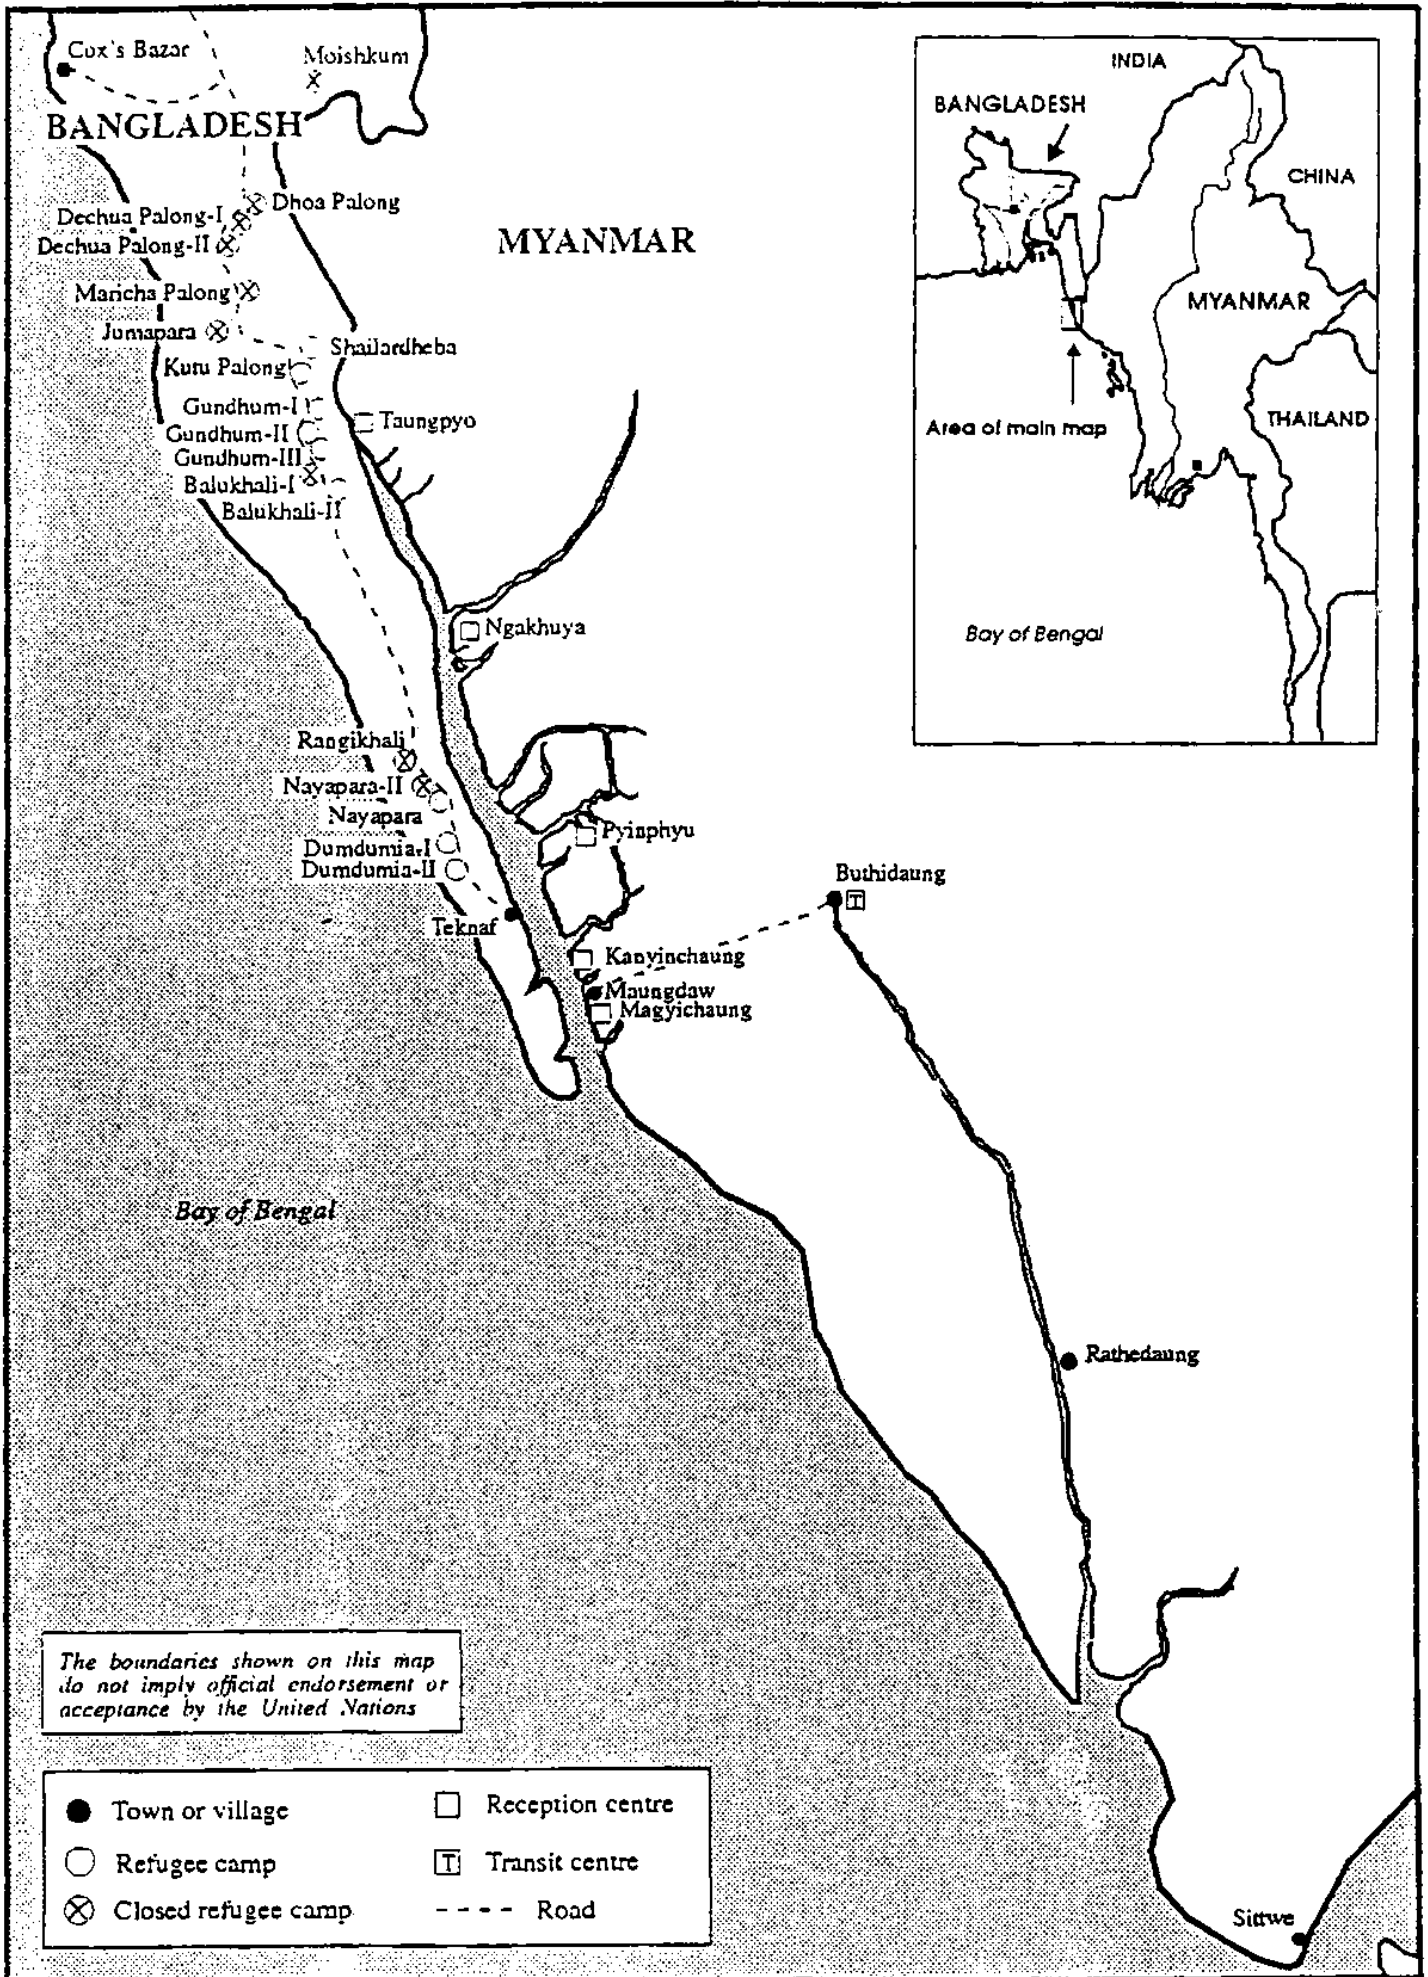 Cox's Bazar
Moishkum
BANGLADESH
Dhoa Palong
Dechua Palong-I
Dechua Palong-II
MYANMAR
Maricha Palong
Jumapara
Shailardheba
Kutu Palong
Gundhum-I
Taungpyo
Gundhum-II
Gundhum-III
Balukhali-I
Balukhali-II
Ngakhuya
Rangikhali
Nayapara-II
Nayapara
Pyinphyu
Dumdumia-I
Dumdumia-II
Buthidaung
Teknaf
Kanyinchaung
Maungdaw
Magyichaung
Bay of Bengal
Rathedaung
Sittwe
INDIA
BANGLADESH
CHINA
MYANMAR
THAILAND
Area of main map
Bay of Bengal
The boundaries shown on this map
do not imply official endorsement or
acceptance by the United Nations
Town or village
Reception centre
Refugee camp
T Transit centre
Closed refugee camp
Road
T